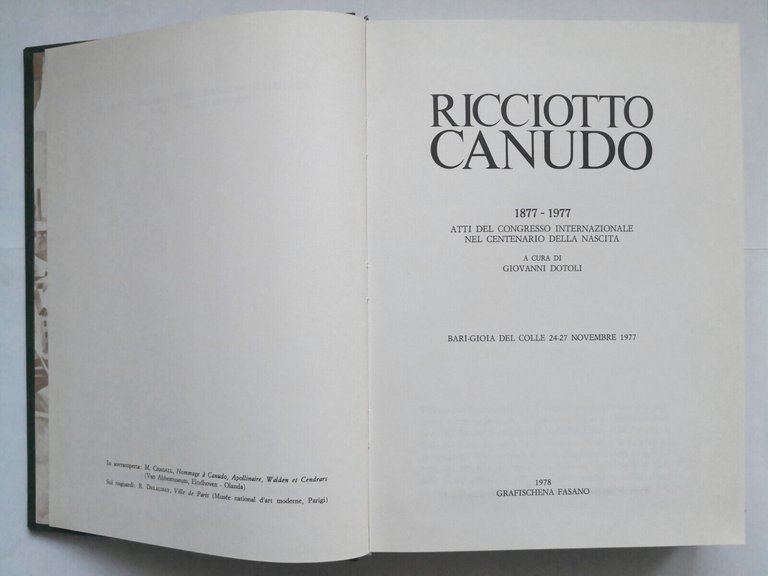 In sovraccoperta: M. CHAGALL, Hommage à Canudo, Apollinaire, Walden et Cendrars
(Van Abbemuseum, Eindhoven - Olanda)
Sui risguardi: R. DELAUNAY, Ville de Paris (Musée national d'art moderne, Parigi)
RICCIOTTO
CANUDO
1877 - 1977
ATTI DEL CONGRESSO INTERNAZIONALE
NEL CENTENARIO DELLA NASCITA
A CURA DI
GIOVANNI DOTOLI
BARI-GIOIA DEL COLLE 24-27 NOVEMBRE 1977
1978
GRAFISCHENA FASANO